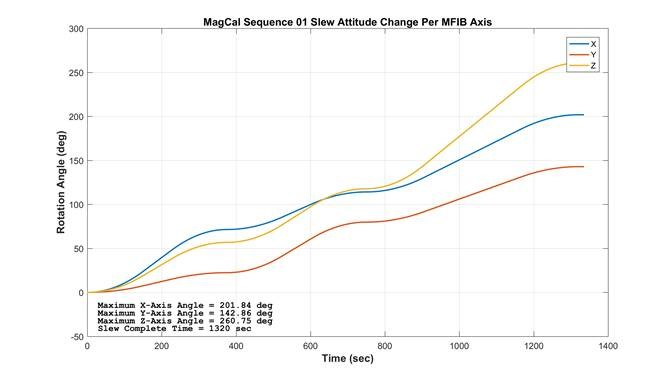 MagCal Sequence 01 Slew Attitude Change Per MFIB Axis
300
250
200
150
100
50
0
-50
Rotation Angle (deg)
X
Y
Z
Maximum X-Axis Angle = 201.84 deg
Maximum Y-Axis Angle = 142.86 deg
Maximum Z-Axis Angle = 260.75 deg
Slew Complete Time = 1320 sec
0 200 400 600 800 1000 1200 1400
Time (sec)